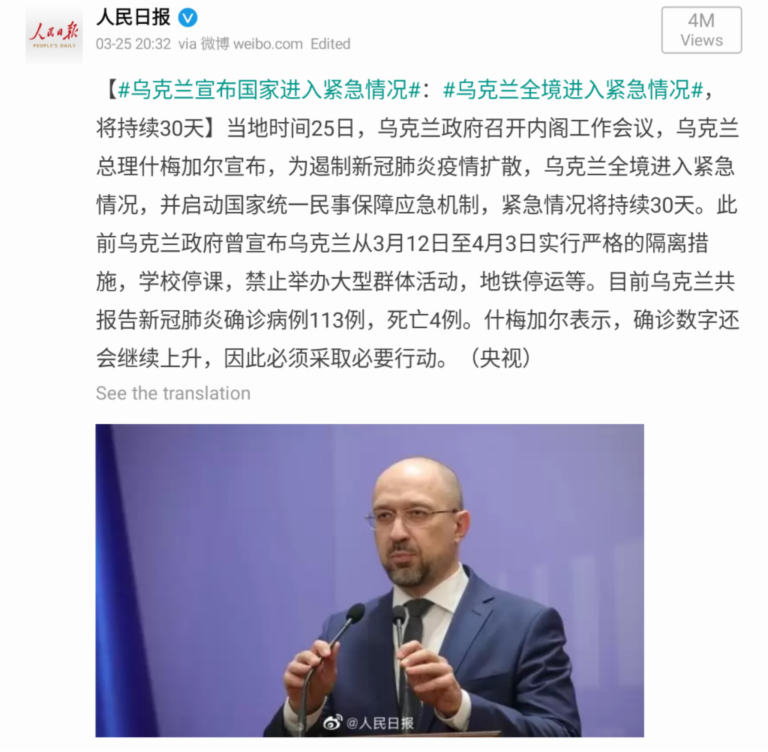 人民日报
PEOPLE'S DAILY
人民日报
03-25 20:32 via 微博 weibo.com Edited
4M
Views
【#乌克兰宣布国家进入紧急情况#：#乌克兰全境进入紧急情况#，
将持续30天】当地时间25日，乌克兰政府召开内阁工作会议，乌克兰
总理什梅加尔宣布，为遏制新冠肺炎疫情扩散，乌克兰全境进入紧急
情况，并启动国家统一民事保障应急机制，紧急情况将持续30天。此
前乌克兰政府曾宣布乌克兰从3月12日至4月3日实行严格的隔离措
施，学校停课，禁止举办大型群体活动，地铁停运等。目前乌克兰共
报告新冠肺炎确诊病例113例，死亡4例。什梅加尔表示，确诊数字还
会继续上升，因此必须采取必要行动。（央视）
See the translation
@人民日报